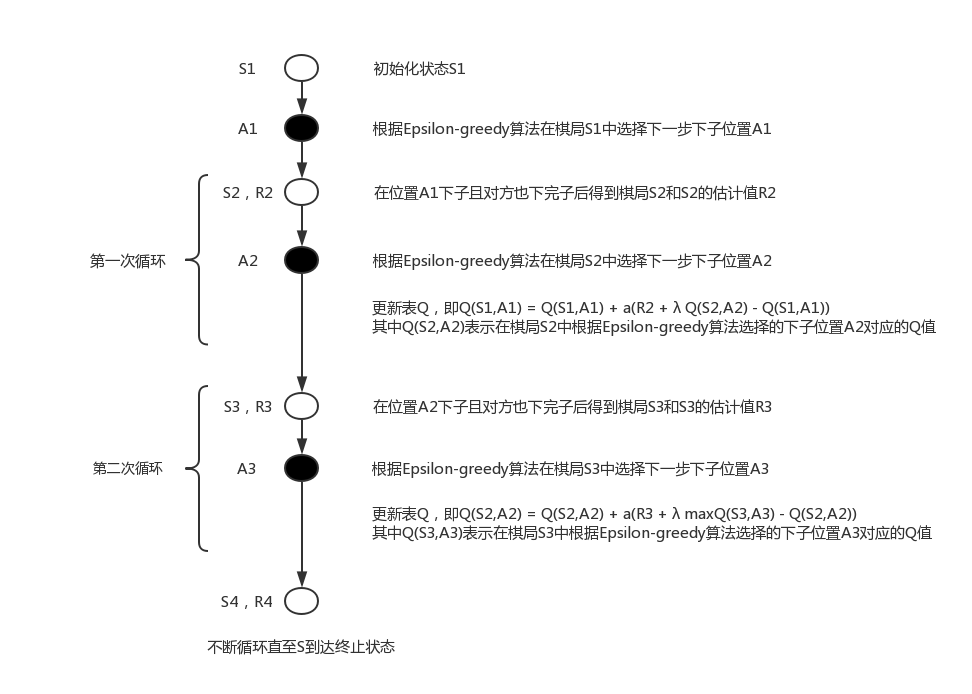 S1 初始化状态S1
A1 根据Epsilon-greedy算法在棋局S1中选择下一步下子位置A1
S2，R2 在位置A1下子且对方也下完子后得到棋局S2和S2的估计值R2
第一次循环 A2 根据Epsilon-greedy算法在棋局S2中选择下一步下子位置A2
更新表Q，即Q(S1,A1) = Q(S1,A1) + a(R2 + λ Q(S2,A2) - Q(S1,A1))
其中Q(S2,A2)表示在棋局S2中根据Epsilon-greedy算法选择的下子位置A2对应的Q值
S3，R3 在位置A2下子且对方也下完子后得到棋局S3和S3的估计值R3
第二次循环 A3 根据Epsilon-greedy算法在棋局S3中选择下一步下子位置A3
更新表Q，即Q(S2,A2) = Q(S2,A2) + a(R3 + λ maxQ(S3,A3) - Q(S2,A2))
其中Q(S3,A3)表示在棋局S3中根据Epsilon-greedy算法选择的下子位置A3对应的Q值
S4，R4
不断循环直至S到达终止状态